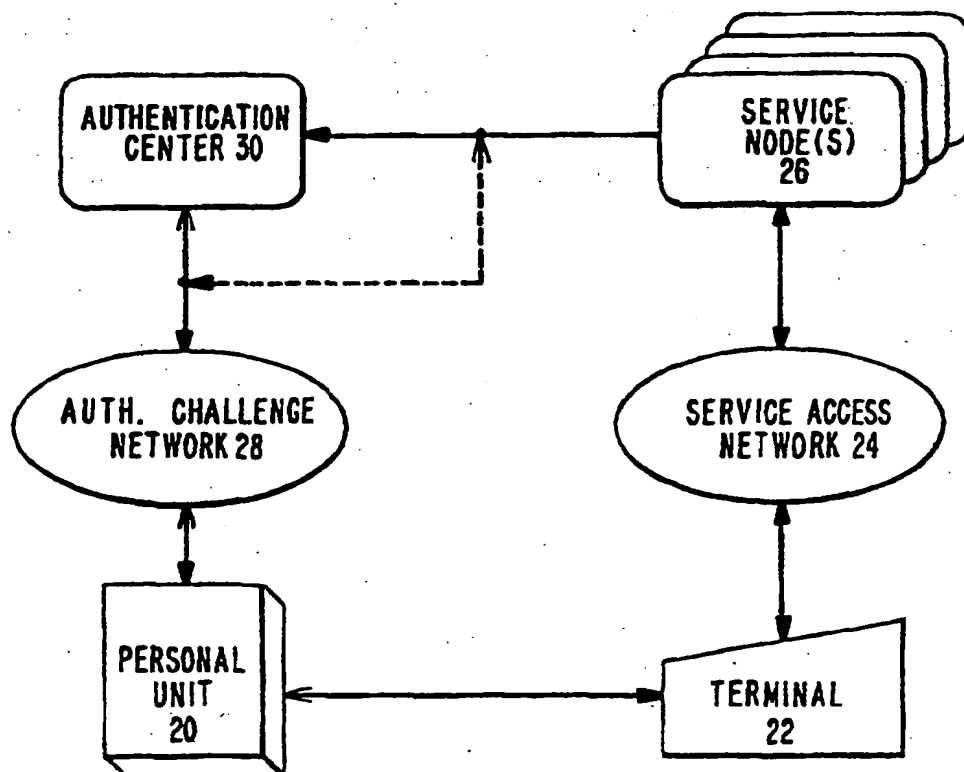 AUTHENTICATION
CENTER 30
SERVICE
NODE(S)
26
AUTH. CHALLENGE
NETWORK 28
SERVICE ACCESS
NETWORK 24
PERSONAL
UNIT
20
TERMINAL
22